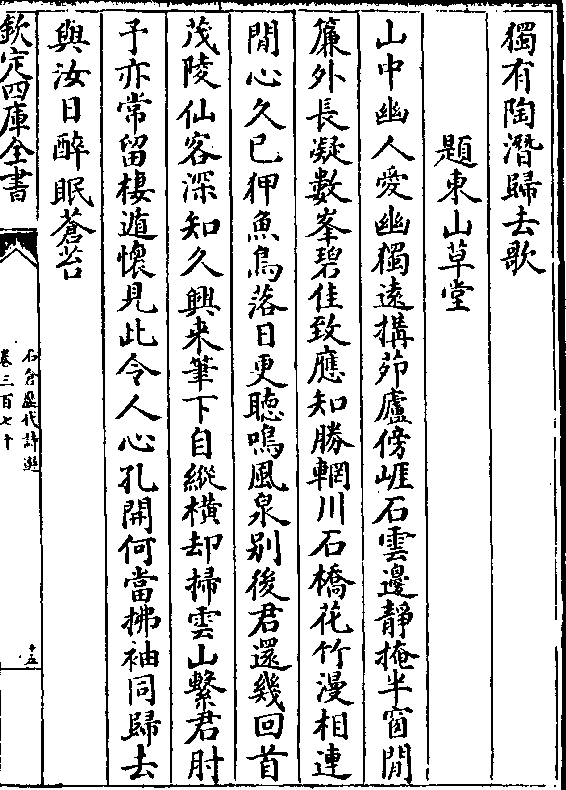 獨有陶潛歸去歌
題東山草堂
山中幽人愛幽獨遠搆茆廬傍崕石雲邊靜掩半窗閒
簾外長凝數峯碧佳致應知勝輞川石橋花竹漫相連
閒心久已狎魚鳥落日更聽鳴風泉别後君還幾回首
茂陵仙客深知久興来筆下自縱橫却掃雲山繫君肘
予亦常留棲遁懷見此令人心孔開何當拂袖同歸去
與汝日醉眠蒼苔
欽定四庫全書
石倉歷代詩選
卷三百七十
十五